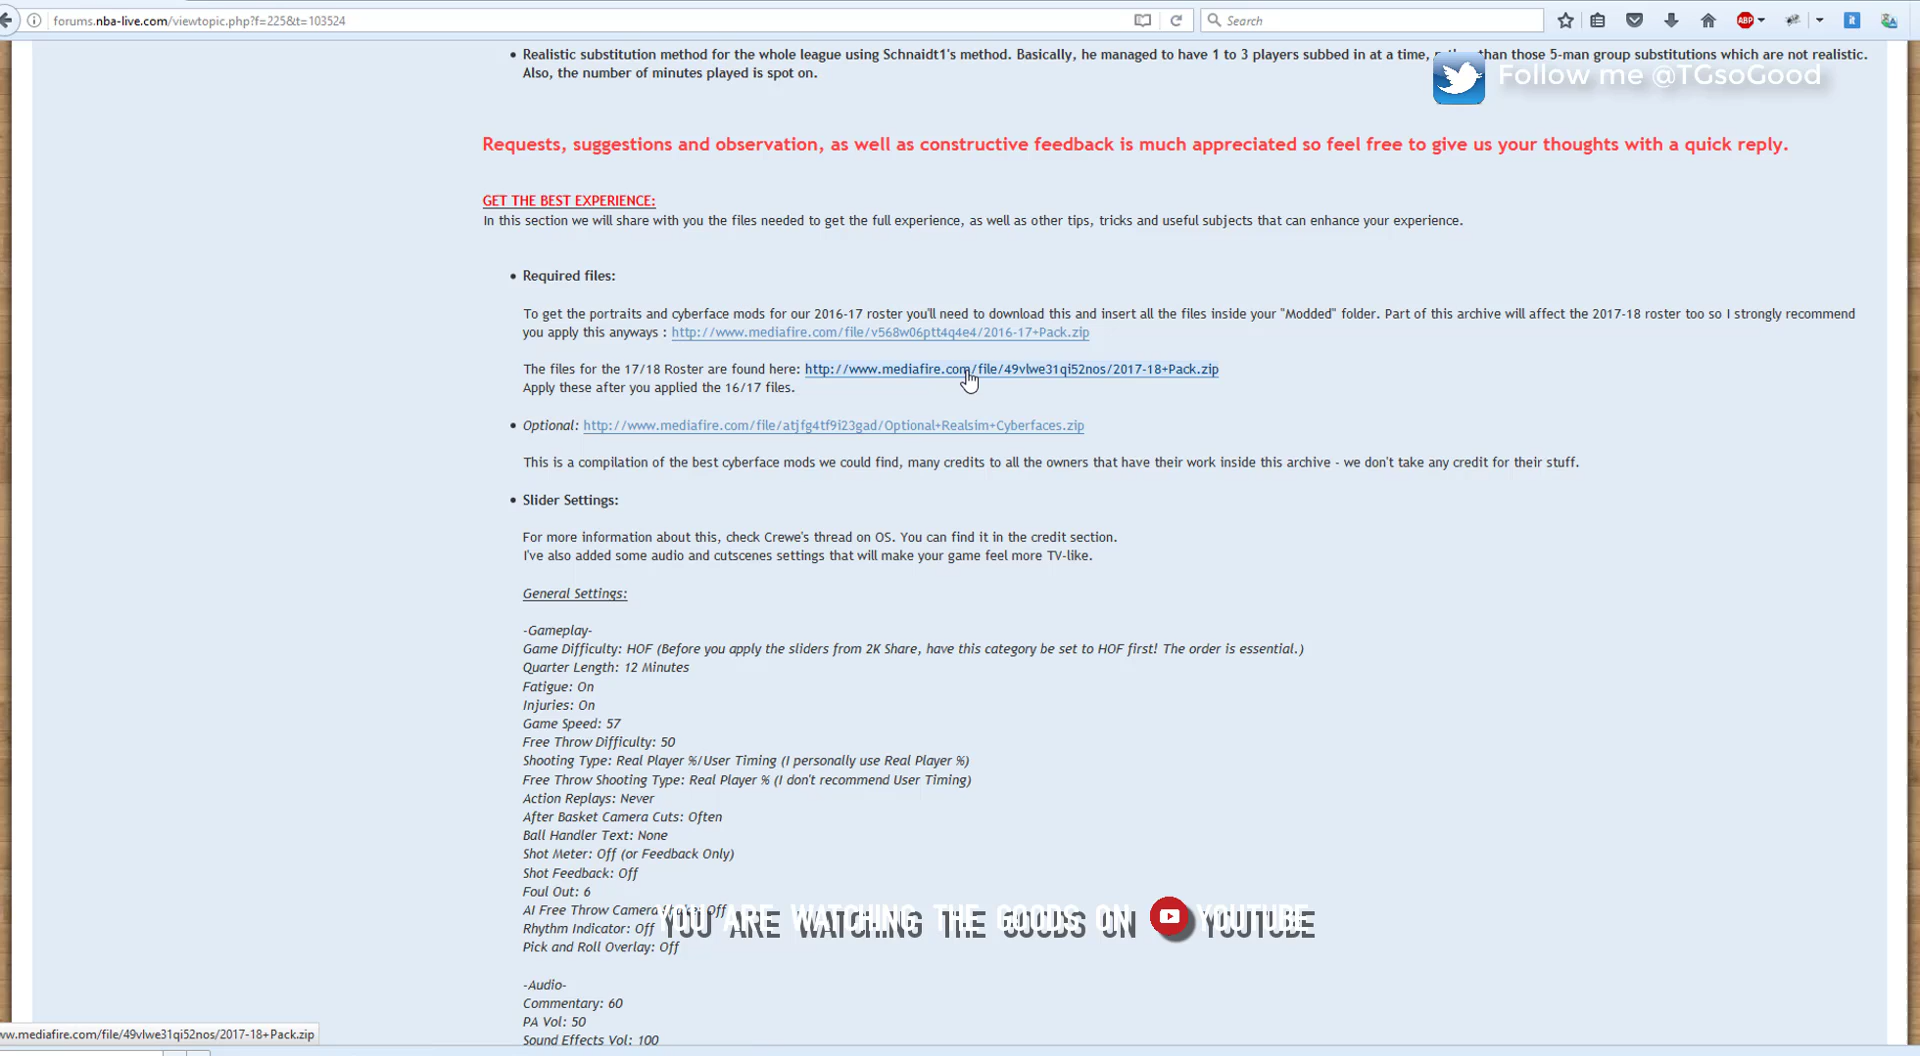 forums.nba-live.com/viewtopic.php?f=225&t=103524
Search
ABP
• Realistic substitution method for the whole league using Schnaidt1's method. Basically, he managed to have 1 to 3 players subbed in at a time, than those 5-man group substitutions which are not realistic.
Also, the number of minutes played is spot on.
Follow me @TGsoGood
Requests, suggestions and observation, as well as constructive feedback is much appreciated so feel free to give us your thoughts with a quick reply.
GET THE BEST EXPERIENCE:
In this section we will share with you the files needed to get the full experience, as well as other tips, tricks and useful subjects that can enhance your experience.
• Required files:
To get the portraits and cyberface mods for our 2016-17 roster you'll need to download this and insert all the files inside your "Modded" folder. Part of this archive will affect the 2017-18 roster too so I strongly recommend
you apply this anyways : http://www.mediafire.com/file/v568w06ptt4q4e4/2016-17+Pack.zip
The files for the 17/18 Roster are found here: http://www.mediafire.com/file/49vlwe31qi52nos/2017-18+Pack.zip
Apply these after you applied the 16/17 files.
• Optional: http://www.mediafire.com/file/atjfg4tf9i23gad/Optional+Realsim+Cyberfaces.zip
This is a compilation of the best cyberface mods we could find, many credits to all the owners that have their work inside this archive - we don't take any credit for their stuff.
• Slider Settings:
For more information about this, check Crewe's thread on OS. You can find it in the credit section.
I've also added some audio and cutscenes settings that will make your game feel more TV-like.
General Settings:
-Gameplay-
Game Difficulty: HOF (Before you apply the sliders from 2K Share, have this category be set to HOF first! The order is essential.)
Quarter Length: 12 Minutes
Fatigue: On
Injuries: On
Game Speed: 57
Free Throw Difficulty: 50
Shooting Type: Real Player %/User Timing (I personally use Real Player %)
Free Throw Shooting Type: Real Player % (I don't recommend User Timing)
Action Replays: Never
After Basket Camera Cuts: Often
Ball Handler Text: None
Shot Meter: Off (or Feedback Only)
Shot Feedback: Off
Foul Out: 6
AI Free Throw Camera Off
Rhythm Indicator: Off
Pick and Roll Overlay: Off
YOU ARE WATCHING THE GOODS ON YOUTUBE
-Audio-
Commentary: 60
PA Vol: 50
Sound Effects Vol: 100
ww.mediafire.com/file/49vlwe31qi52nos/2017-18+Pack.zip